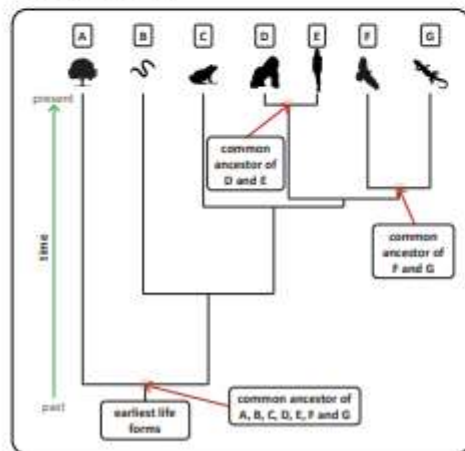 A B C D E F G
present
common
ancestor of
D and E
common
ancestor of
F and G
time
past
earliest life
forms
common ancestor of
A, B, C, D, E, F and G